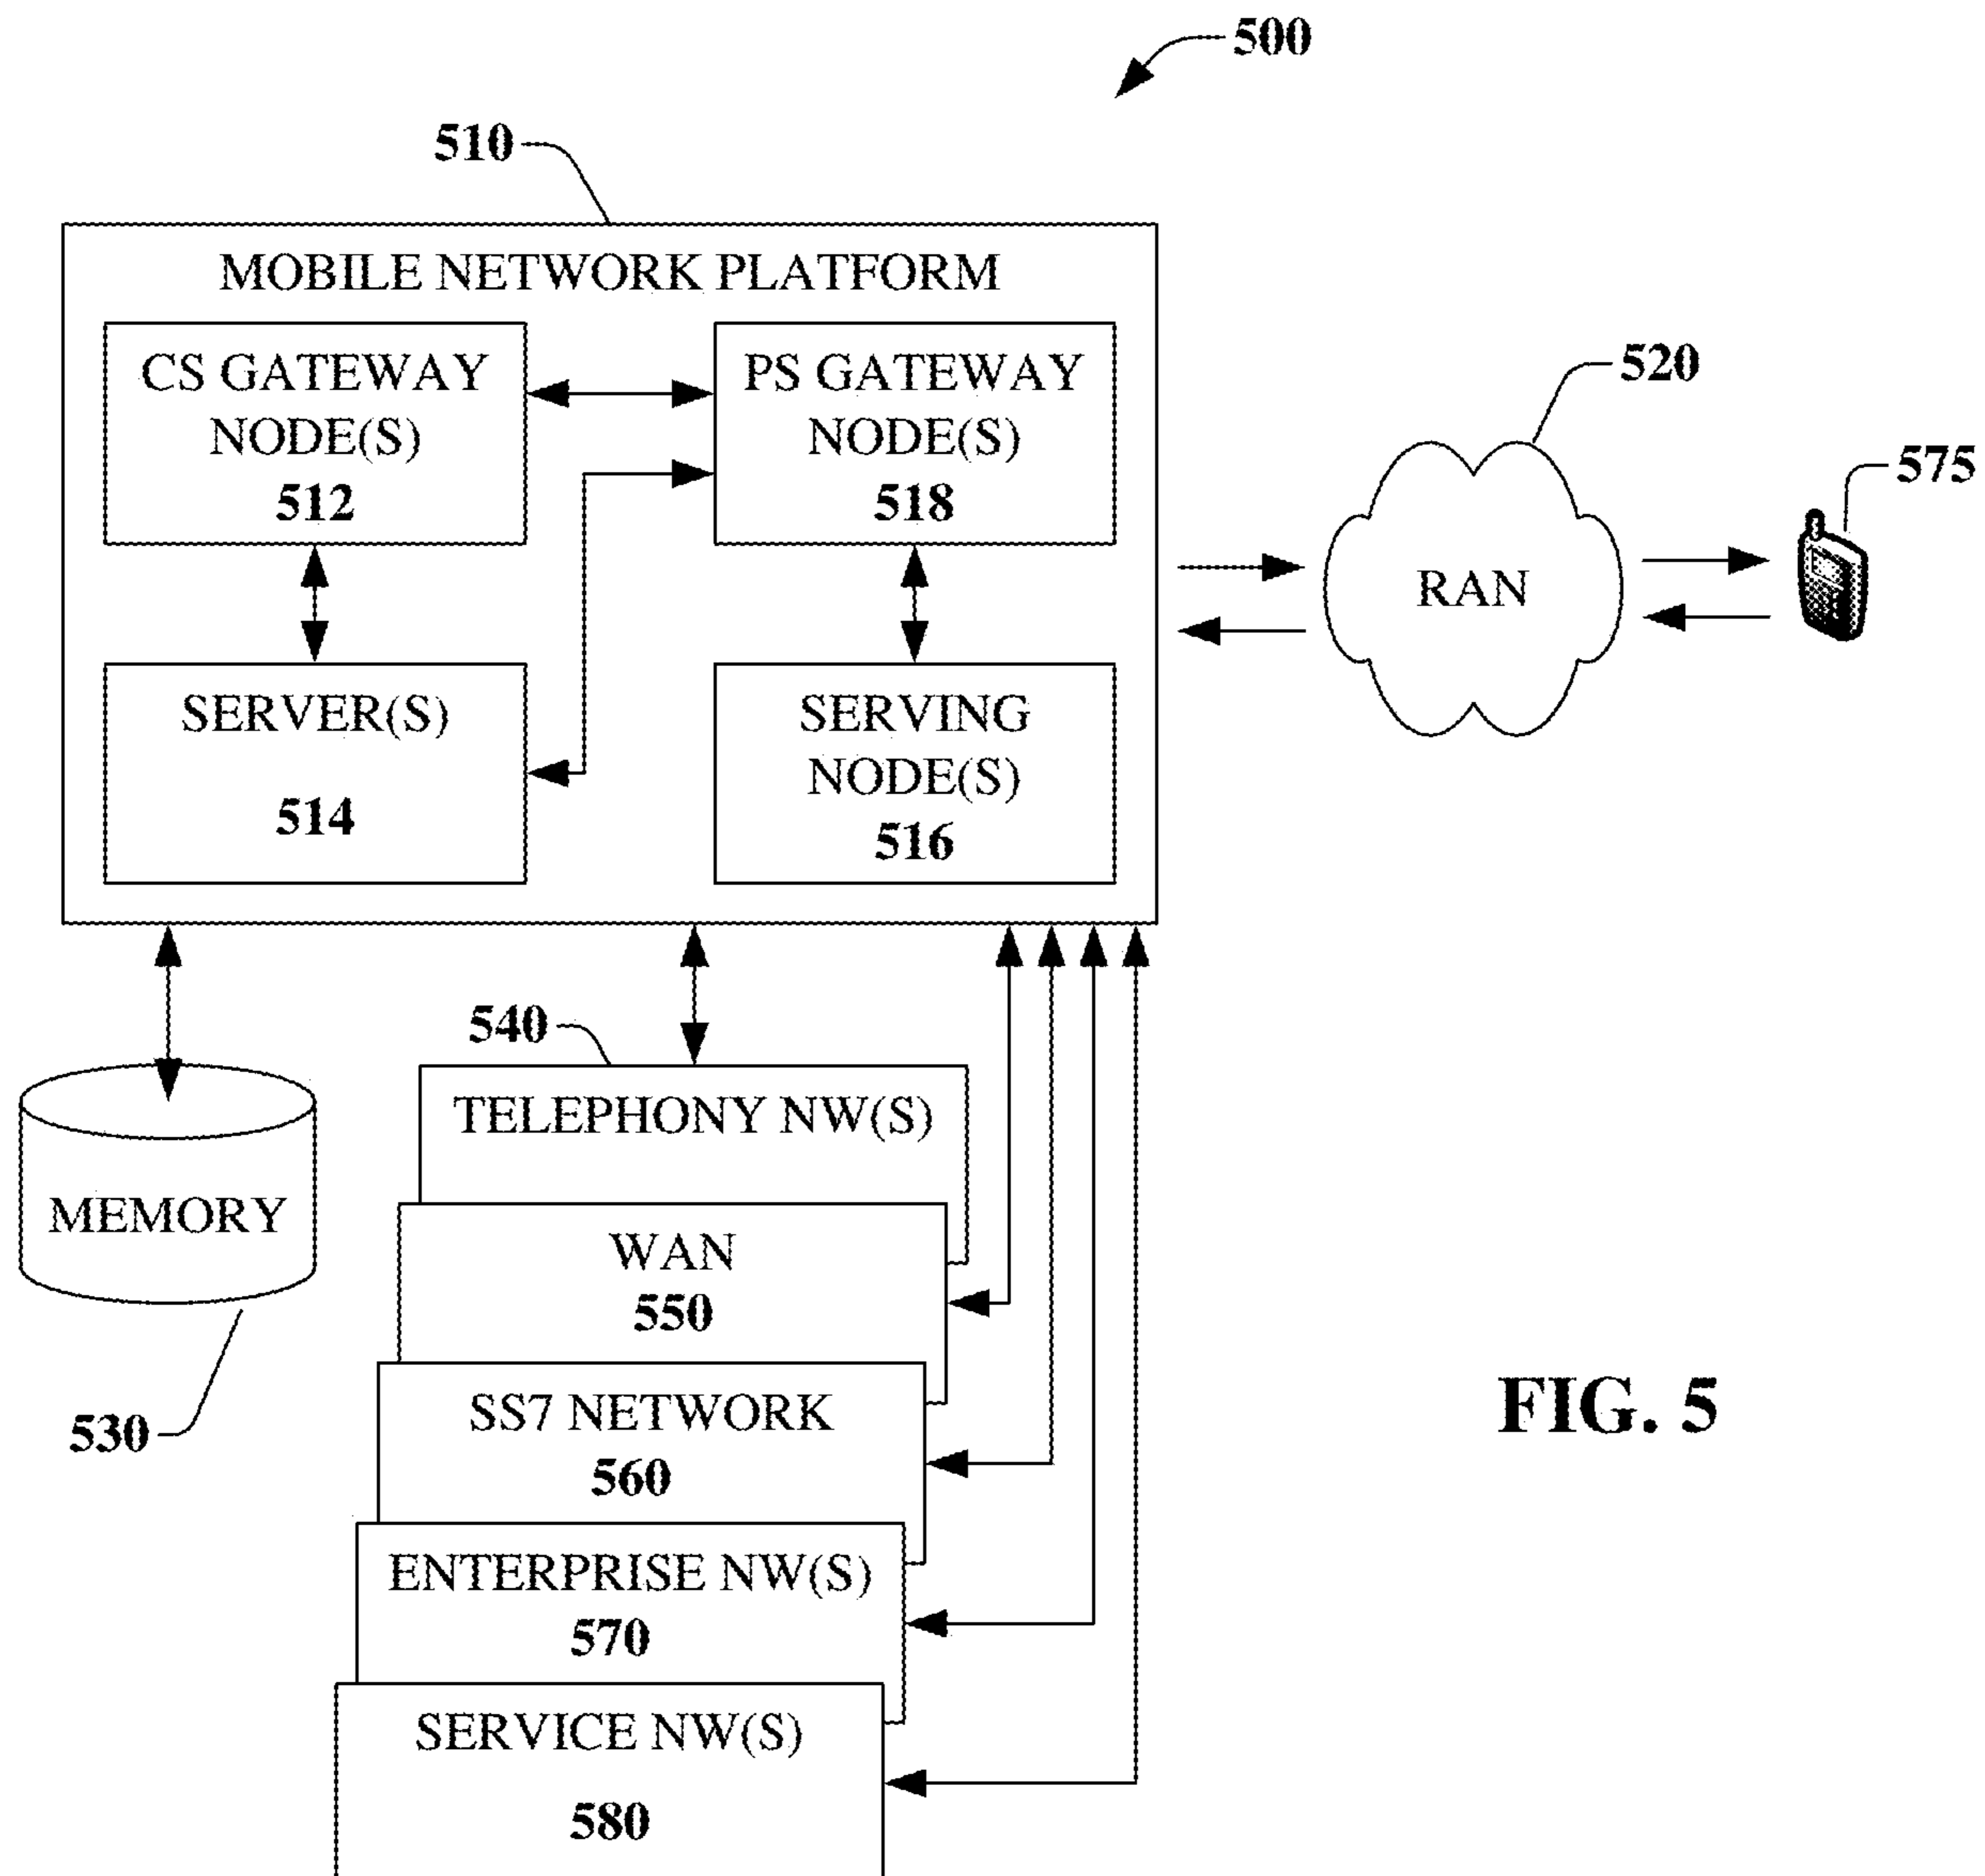 500
510
MOBILE NETWORK PLATFORM
CS GATEWAY
NODE(S)
512
PS GATEWAY
NODE(S)
518
SERVER(S)
514
SERVING
NODE(S)
516
520
RAN
575
540
TELEPHONY NW(S)
MEMORY
530
WAN
550
SS7 NETWORK
560
ENTERPRISE NW(S)
570
SERVICE NW(S)
580
FIG. 5